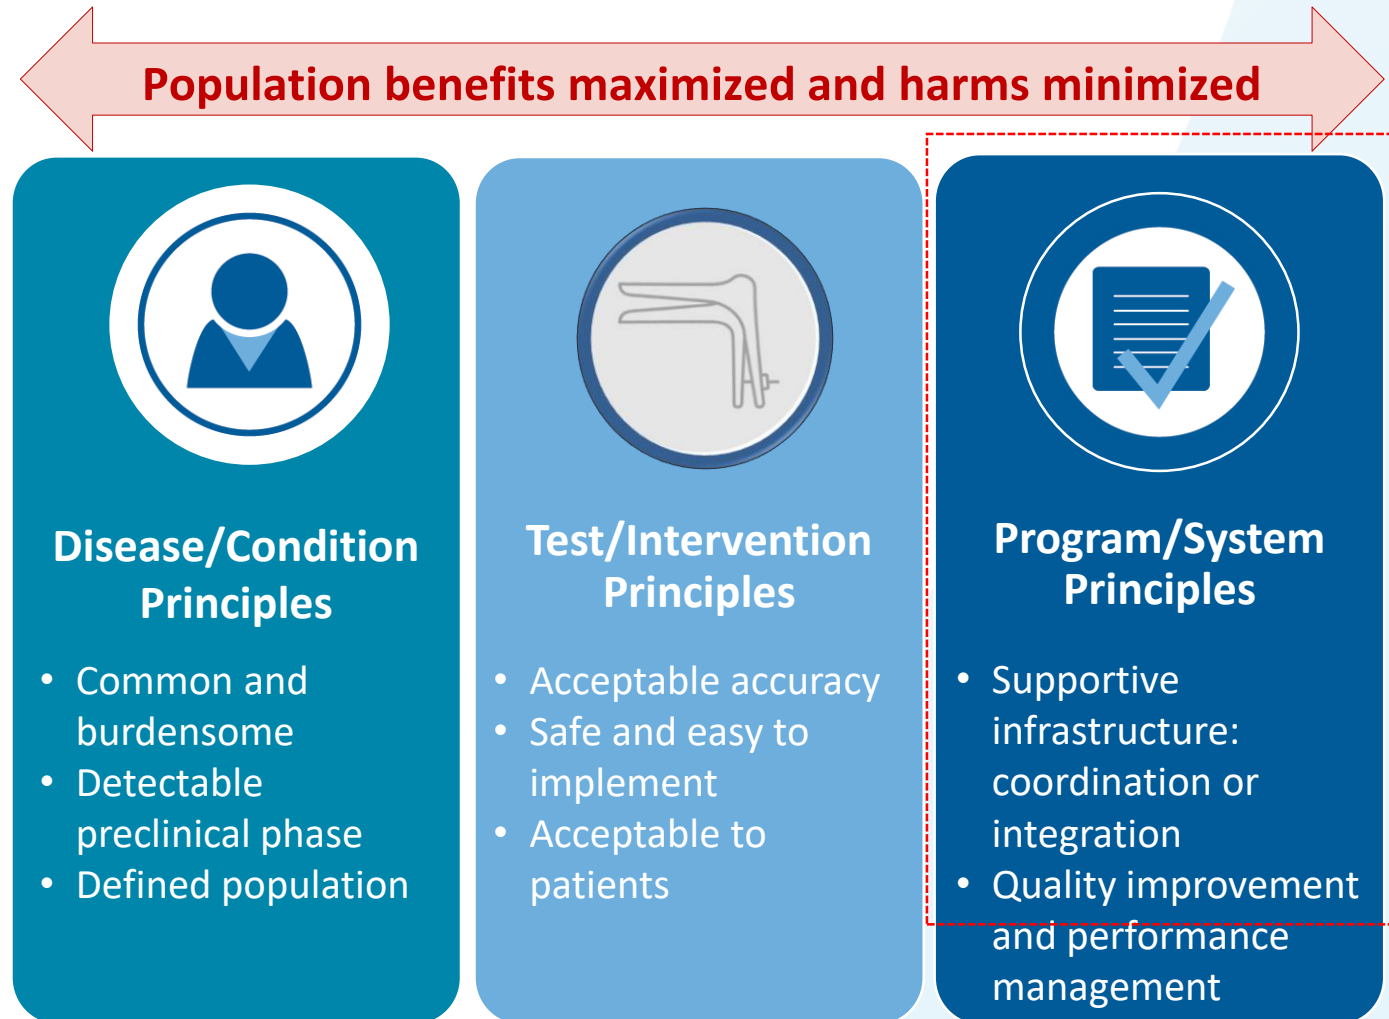 Population benefits maximized and harms minimized
Disease/Condition
Principles
• Common and
burdensome
• Detectable
preclinical phase
• Defined population
Test/Intervention
Principles
• Acceptable accuracy
• Safe and easy to
implement
• Acceptable to
patients
Program/System
Principles
• Supportive
infrastructure:
coordination or
integration
• Quality improvement
and performance
management